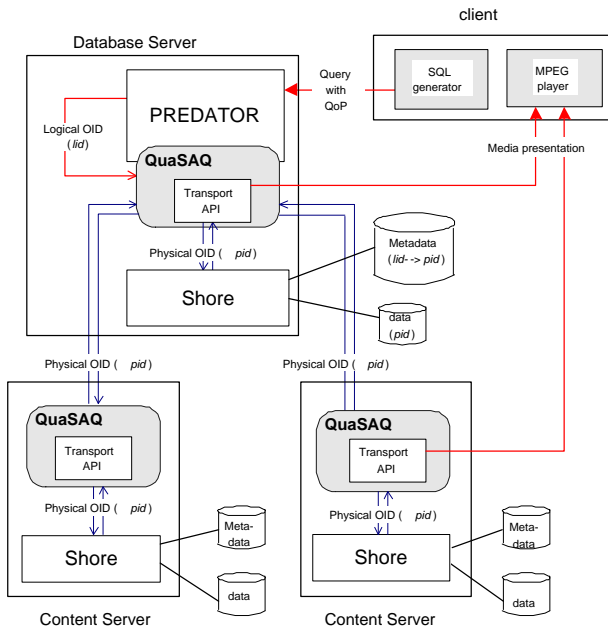 client
Database Server
SQL
generator
MPEG
player
Query
with
QoP
PREDATOR
Logical OID
(lid)
Media presentation
QuaSAQ
Transport
API
Physical OID ( pid)
Metadata
(lid--> pid)
Shore
data
(pid)
Physical OID ( pid)
Physical OID ( pid)
QuaSAQ
Transport
API
Physical OID ( pid)
Meta-
data
Shore
data
Content Server
QuaSAQ
Transport
API
Physical OID ( pid)
Meta-
data
Shore
data
Content Server